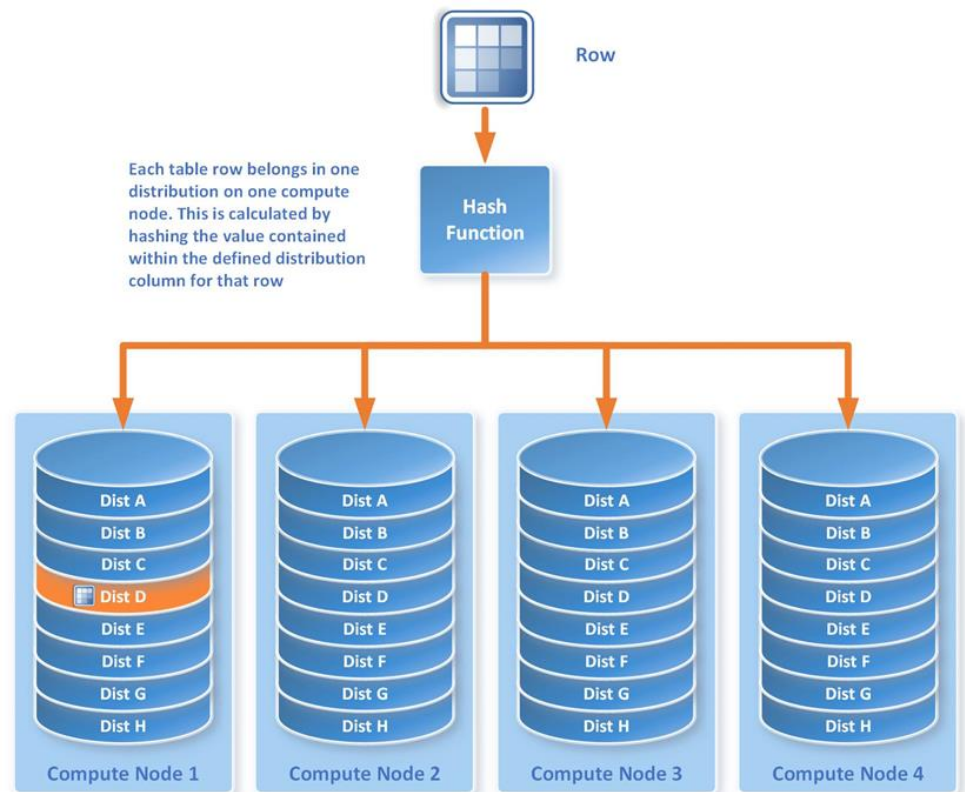 Row
Each table row belongs in one
distribution on one compute
node. This is calculated by
hashing the value contained
within the defined distribution
column for that row
Hash
Function
Dist A
Dist B
Dist C
Dist D
Dist E
Dist F
Dist G
Dist H
Compute Node 1
Dist A
Dist B
Dist C
Dist D
Dist E
Dist F
Dist G
Dist H
Compute Node 2
Dist A
Dist B
Dist C
Dist D
Dist E
Dist F
Dist G
Dist H
Compute Node 3
Dist A
Dist B
Dist C
Dist D
Dist E
Dist F
Dist G
Dist H
Compute Node 4